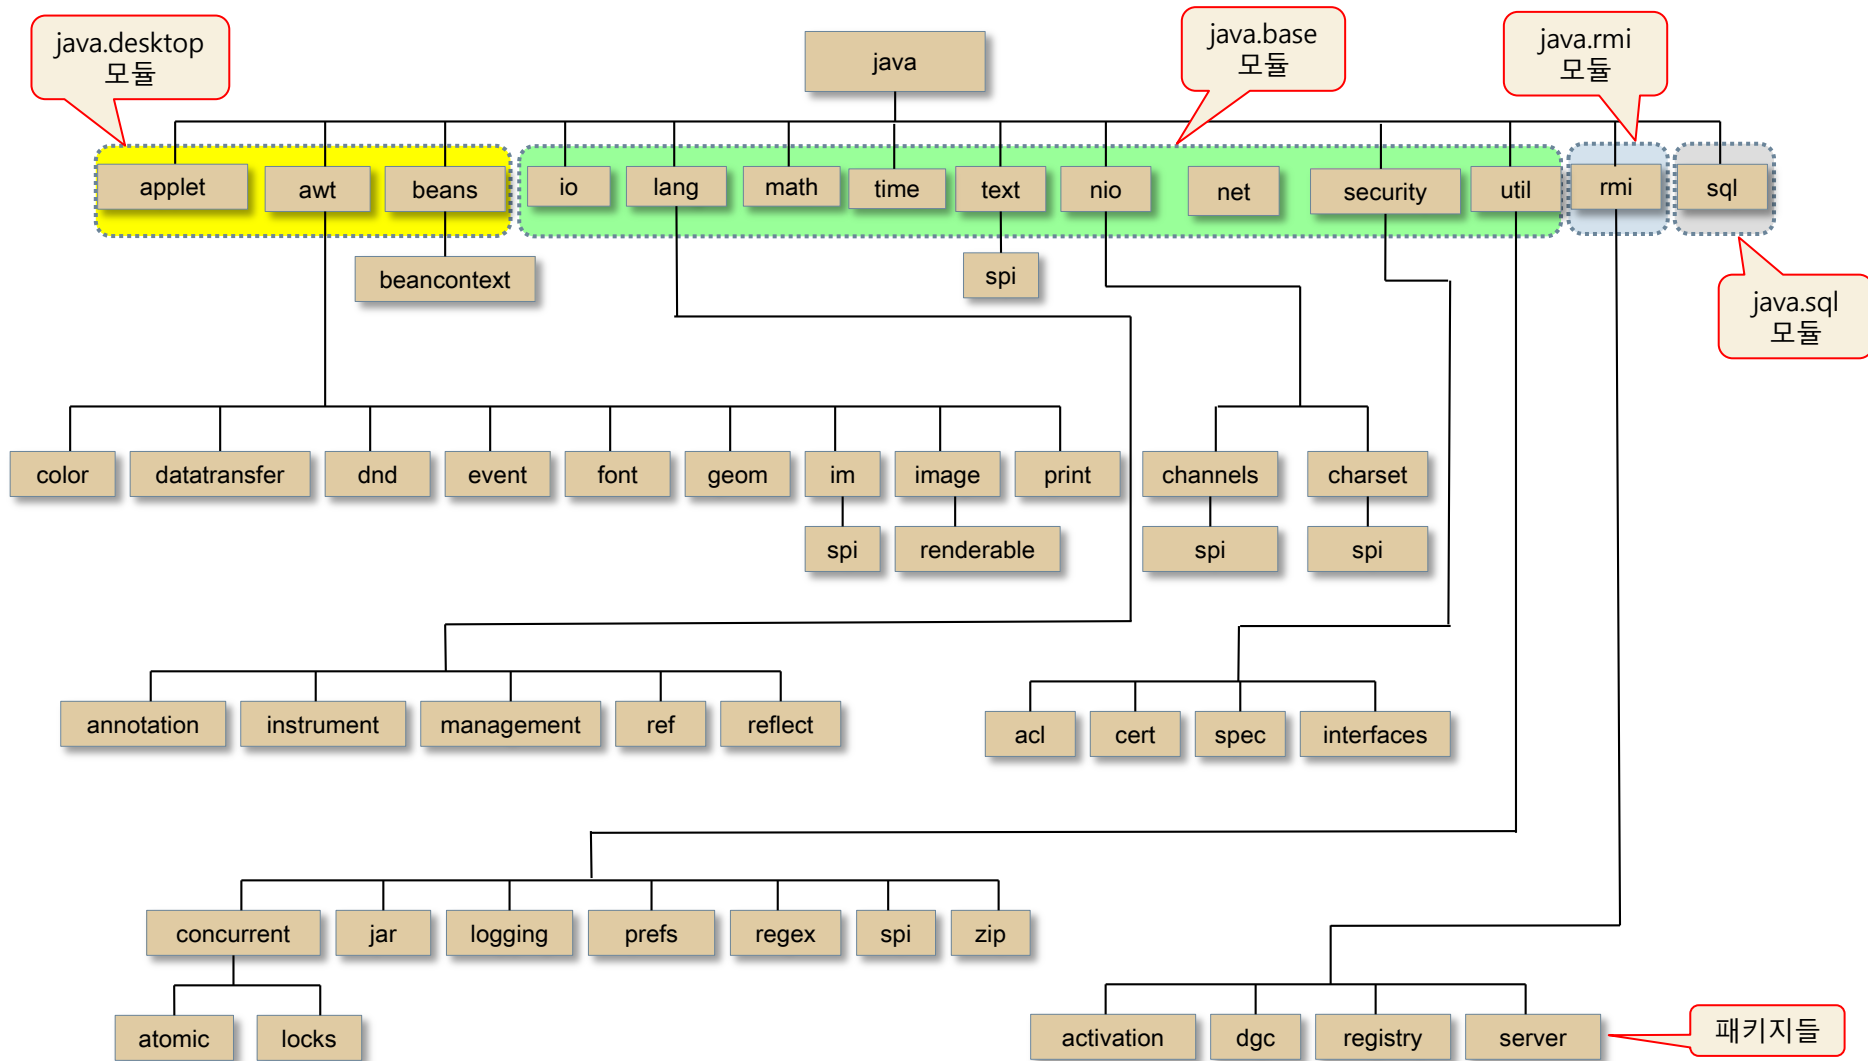 java.desktop
모듈
java
java.base
모듈
java.rmi
모듈
applet
awt
beans
io
lang
math
time
text
nio
net
security
util
rmi
sql
beancontext
spi
java.sql
모듈
color
datatransfer
dnd
event
font
geom
im
image
print
channels
charset
spi
renderable
spi
spi
annotation
instrument
management
ref
reflect
acl
cert
spec
interfaces
concurrent
jar
logging
prefs
regex
spi
zip
atomic
locks
activation
dgc
registry
server
패키지들